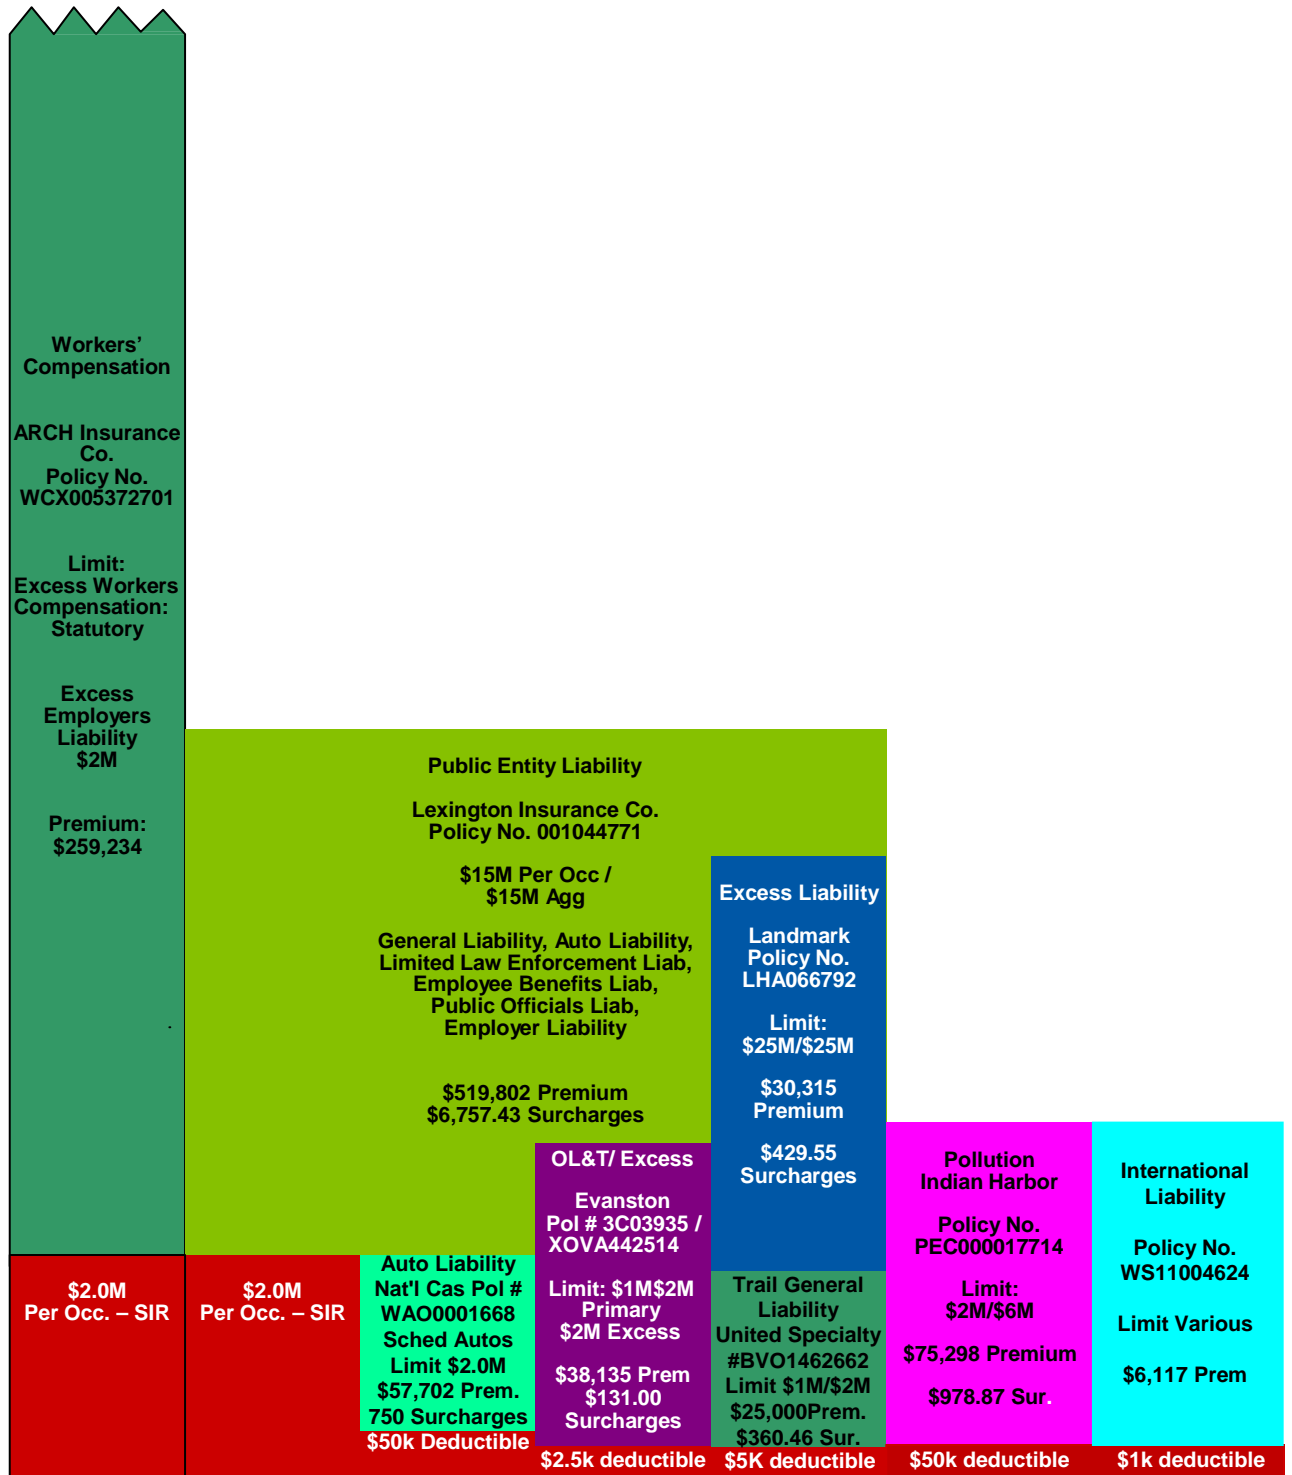 Workers’
Compensation
ARCH Insurance
Co.
Policy No.
WCX005372701
Limit:
Excess Workers
Compensation:
Statutory
Excess
Employers
Liability
$2M
Premium:
$259,234
$2.0M
Per Occ. – SIR
Public Entity Liability
Lexington Insurance Co.
Policy No. 001044771
$15M Per Occ /
$15M Agg
General Liability, Auto Liability,
Limited Law Enforcement Liab,
Employee Benefits Liab,
Public Officials Liab,
Employer Liability
$519,802 Premium
$6,757.43 Surcharges
$2.0M
Per Occ. – SIR
Auto Liability
Nat'l Cas Pol #
WAO0001668
Sched Autos
Limit $2.0M
$57,702 Prem.
750 Surcharges
$50k Deductible
OL&T/ Excess
Evanston
Pol # 3C03935 /
XOVA442514
Limit: $1M$2M
Primary
$2M Excess
$38,135 Prem
$131.00
Surcharges
$2.5k deductible
Excess Liability
Landmark
Policy No.
LHA066792
Limit:
$25M/$25M
$30,315
Premium
$429.55
Surcharges
Trail General
Liability
United Specialty
#BVO1462662
Limit $1M/$2M
$25,000Prem.
$360.46 Sur.
$5K deductible
Pollution
Indian Harbor
Policy No.
PEC000017714
Limit:
$2M/$6M
$75,298 Premium
$978.87 Sur.
$50k deductible
International
Liability
Policy No.
WS11004624
Limit Various
$6,117 Prem
$1k deductible